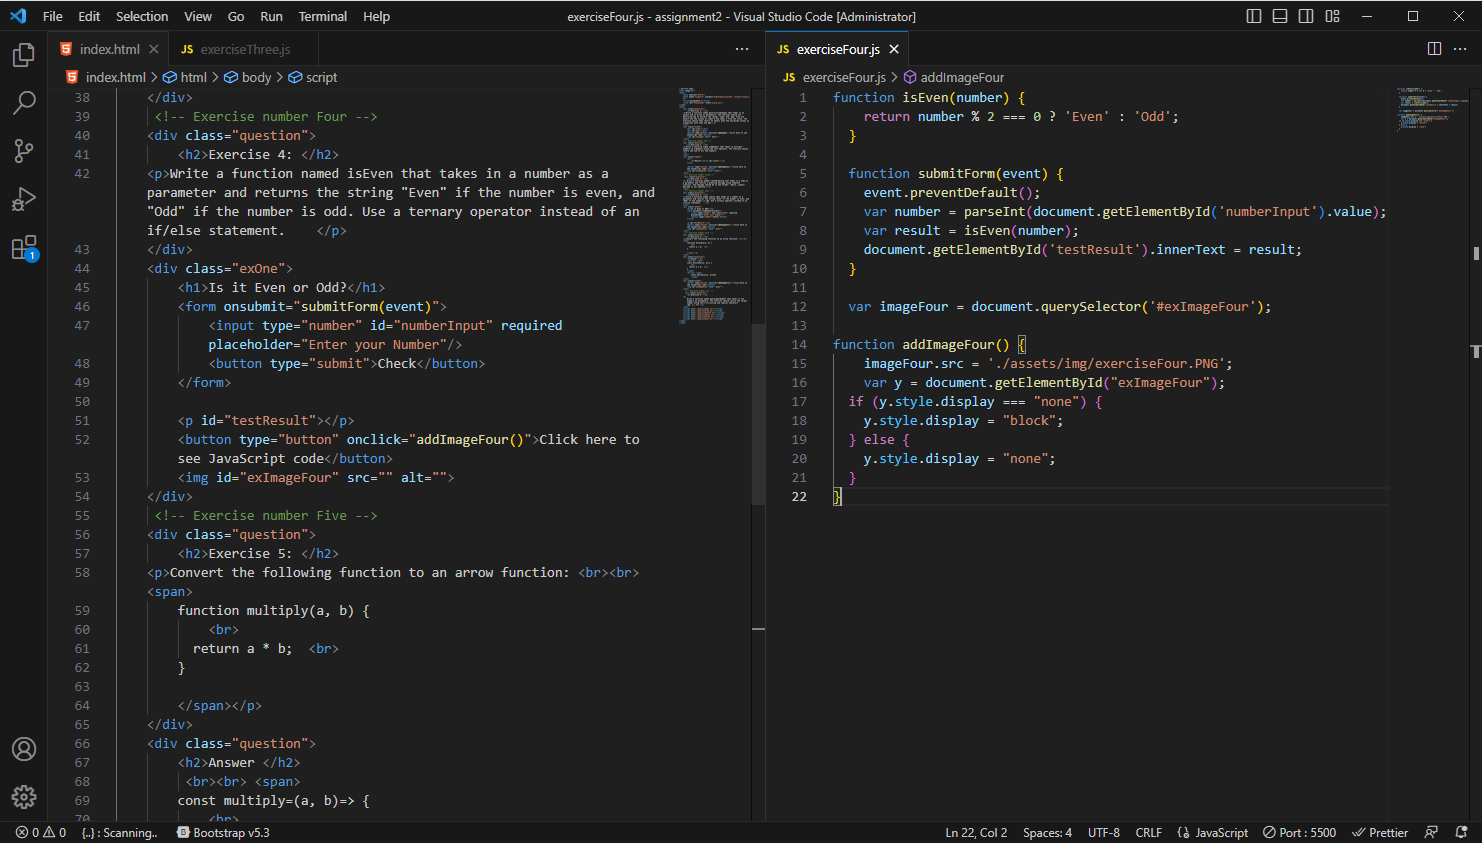 File Edit Selection View Go Run Terminal Help
exerciseFour.js - assignment2 - Visual Studio Code [Administrator]
index.html
JS exerciseThree.js
index.html > html > body > script
38 </div>
39 <!-- Exercise number Four -->
40 <div class="question">
41 <h2>Exercise 4: </h2>
42 <p>Write a function named isEven that takes in a number as a
parameter and returns the string "Even" if the number is even, and
"Odd" if the number is odd. Use a ternary operator instead of an
if/else statement. </p>
43 </div>
44 <div class="exOne">
45 <h1>Is it Even or Odd?</h1>
46 <form onsubmit="submitForm(event)">
47 <input type="number" id="numberInput" required
placeholder="Enter your Number"/>
48 <button type="submit">Check</button>
49 </form>
50
51 <p id="testResult"></p>
52 <button type="button" onclick="addImageFour()">Click here to
see JavaScript code</button>
53 <img id="exImageFour" src="" alt="">
54 </div>
55 <!-- Exercise number Five -->
56 <div class="question">
57 <h2>Exercise 5: </h2>
58 <p>Convert the following function to an arrow function: <br><br>
<span>
59 function multiply(a, b) {
60 <br>
61 return a * b; <br>
62 }
63
64 </span></p>
65 </div>
66 <div class="question">
67 <h2>Answer </h2>
68 <br><br> <span>
69 const multiply=(a, b)=> {
70 <br>
JS exerciseFour.js
JS exerciseFour.js > addImageFour
1 function isEven(number) {
2 return number % 2 === 0 ? 'Even' : 'Odd';
3 }
4
5 function submitForm(event) {
6 event.preventDefault();
7 var number = parseInt(document.getElementById('numberInput').value);
8 var result = isEven(number);
9 document.getElementById('testResult').innerText = result;
10 }
11
12 var imageFour = document.querySelector('#exImageFour');
13
14 function addImageFour() {
15 imageFour.src = './assets/img/exerciseFour.PNG';
16 var y = document.getElementById("exImageFour");
17 if (y.style.display === "none") {
18 y.style.display = "block";
19 } else {
20 y.style.display = "none";
21 }
22 }
1
0 0 {..} : Scanning.. B Bootstrap v5.3
Ln 22, Col 2 Spaces: 4 UTF-8 CRLF JavaScript Port : 5500 Prettier